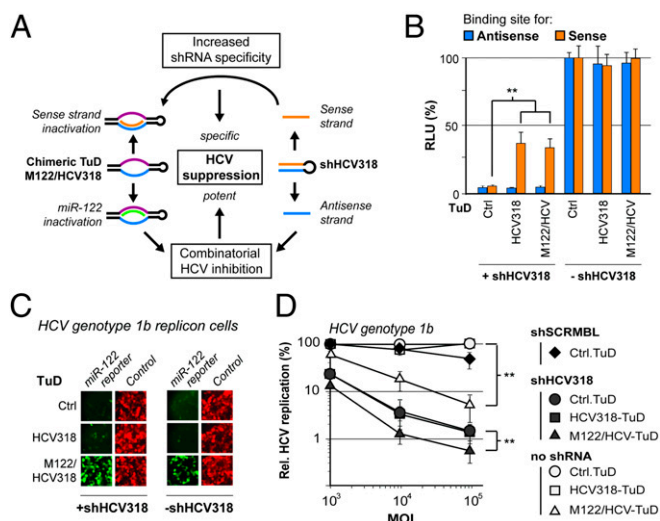 A
Increased
shRNA specificity
Sense strand
inactivation
Sense
strand
specific
Chimeric TuD
M122/HCV318
HCV
suppression
shHCV318
potent
miR-122
inactivation
Antisense
strand
Combinatorial
HCV inhibition
B
Binding site for:
Antisense Sense
RLU (%)
100
50
0
**
TuD
Ctrl
HCV318
M122/HCV
Ctrl
HCV318
M122/HCV
+ shHCV318
- shHCV318
C
HCV genotype 1b replicon cells
TuD
miR-122
reporter
Control
miR-122
reporter
Control
Ctrl
HCV318
M122/
HCV318
+shHCV318
-shHCV318
D
HCV genotype 1b
Rel. HCV replication (%)
100
10
1
**
**
10³ 10⁴ 10⁵
MOI
shSCRMBL
Ctrl.TuD
shHCV318
Ctrl.TuD
HCV318-TuD
M122/HCV-TuD
no shRNA
Ctrl.TuD
HCV318-TuD
M122/HCV-TuD